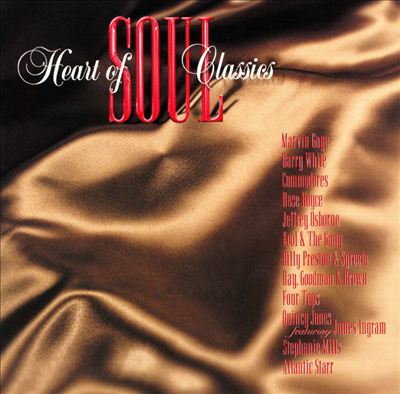 Heart of SOUL Classics
Marvin Gaye
Barry White
Commodores
Rose Royce
Jeffrey Osborne
Kool & The Gang
Billy Preston & Syreeta
Ray, Goodman & Brown
Four Tops
Quincy Jones
featuring James Ingram
Stephanie Mills
Atlantic Starr